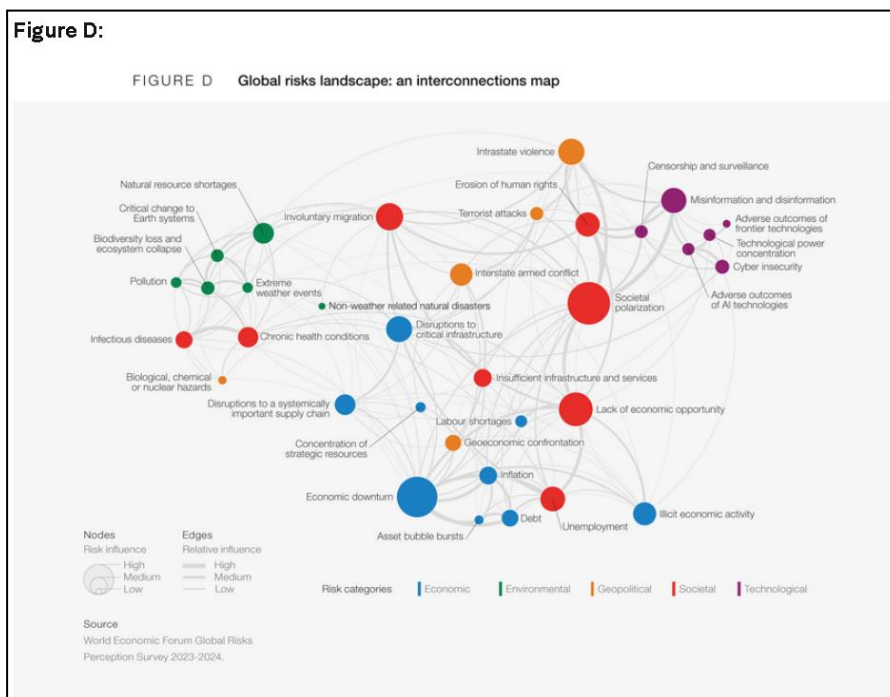 Figure D:
FIGURE D Global risks landscape: an interconnections map
Intrastate violence
Censorship and surveillance
Natural resource shortages
Erosion of human rights
Misinformation and disinformation
Critical change to
Earth systems
Involuntary migration
Terrorist attacks
Adverse outcomes of
frontier technologies
Biodiversity loss and
ecosystem collapse
Technological power
concentration
Cyber insecurity
Pollution
Extreme
weather events
Interstate armed conflict
Adverse outcomes
of AI technologies
Non-weather related natural disasters
Societal
polarization
Infectious diseases
Chronic health conditions
Disruptions to
critical infrastructure
Biological, chemical
or nuclear hazards
Insufficient infrastructure and services
Disruptions to a systemically
important supply chain
Lack of economic opportunity
Labour shortages
Concentration of
strategic resources
Geoeconomic confrontation
Inflation
Economic downturn
Illicit economic activity
Asset bubble bursts
Debt
Unemployment
Nodes
Risk influence
High
Medium
Low
Edges
Relative influence
High
Medium
Low
Risk categories Economic Environmental Geopolitical Societal Technological
Source
World Economic Forum Global Risks
Perception Survey 2023-2024.